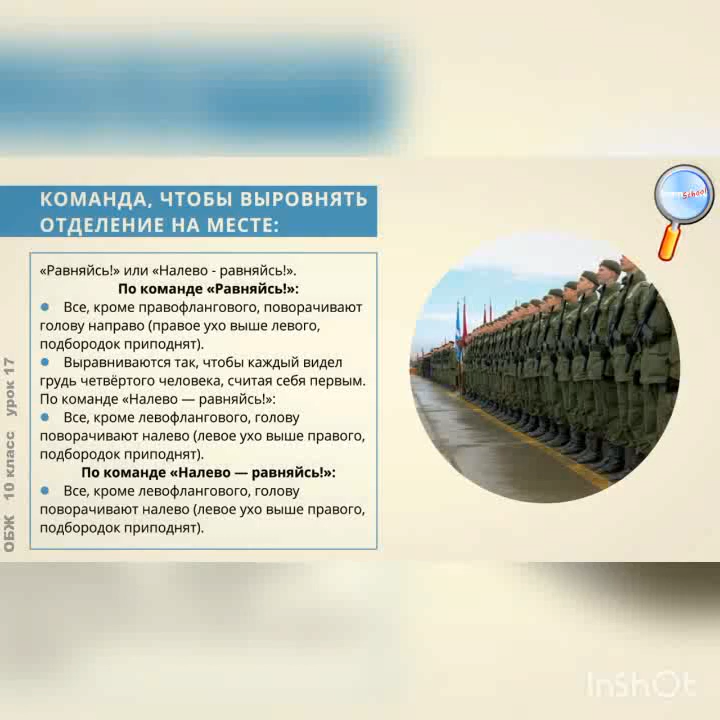 КОМАНДА, ЧТОБЫ ВЫРОВНЯТЬ
ОТДЕЛЕНИЕ НА МЕСТЕ:
«Равняйсь!» или «Налево - равняйсь!».
По команде «Равняйсь!»:
● Все, кроме правофлангового, поворачивают
голову направо (правое ухо выше левого,
подбородок приподнят).
● Выравниваются так, чтобы каждый видел
грудь четвёртого человека, считая себя первым.
По команде «Налево — равняйсь!»:
● Все, кроме левофлангового, голову
поворачивают налево (левое ухо выше правого,
подбородок приподнят).
По команде «Налево — равняйсь!»:
● Все, кроме левофлангового, голову
поворачивают налево (левое ухо выше правого,
подбородок приподнят).
ОБЖ 10 класс урок 17
School
InShOt